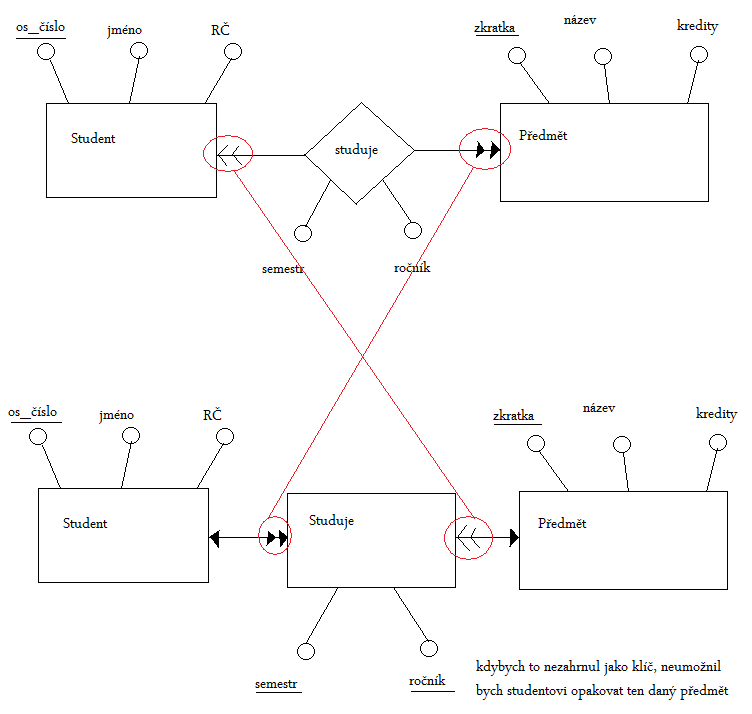 os_číslo jméno RČ zkratka název kredity
Student studuje Předmět
semestr ročník
os_číslo jméno RČ zkratka název kredity
Student Studuje Předmět
semestr ročník
kdybych to nezahrnul jako klíč, neumožnil
bych studentovi opakovat ten daný předmět